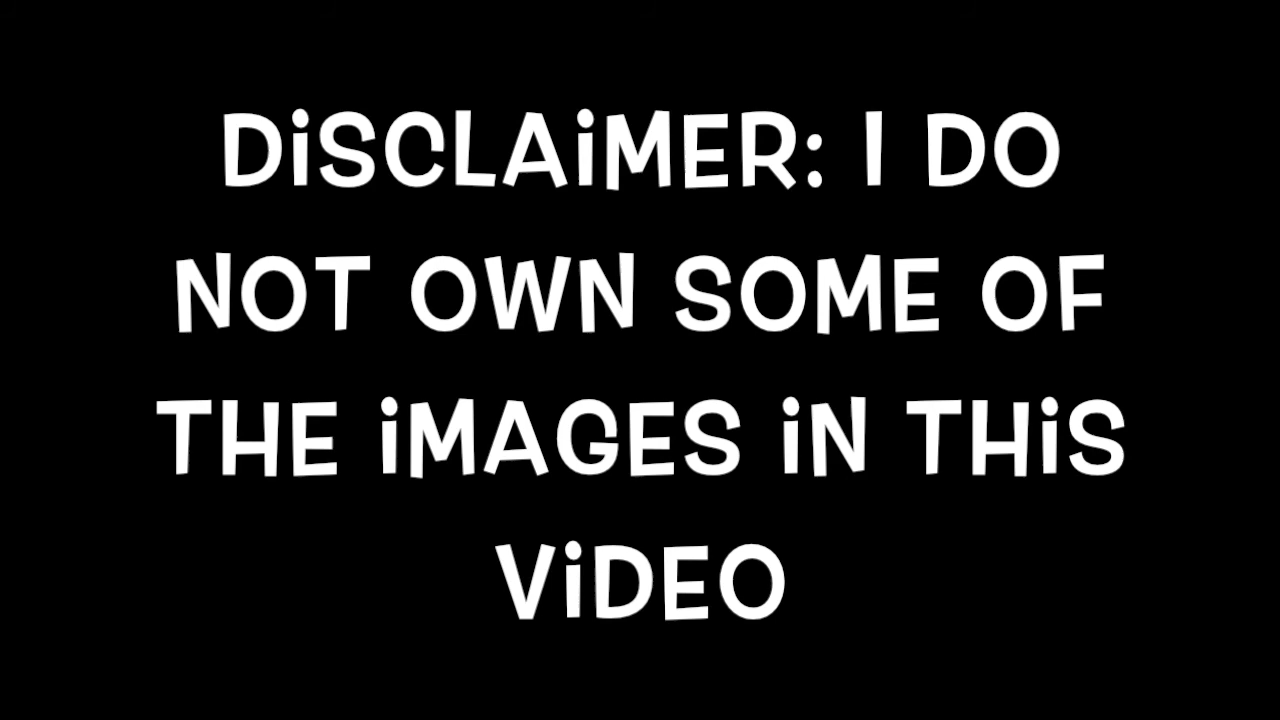 DiSCLAiMER: I DO
NOT OWN SOME OF
THE iMAGES iN THiS
ViDEO